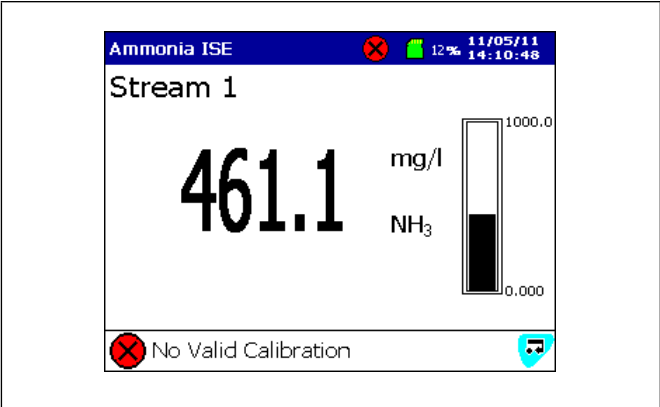 Ammonia ISE 12% 11/05/11
14:10:48
Stream 1
461.1
mg/l
NH₃
1000.0
0.000
No Valid Calibration